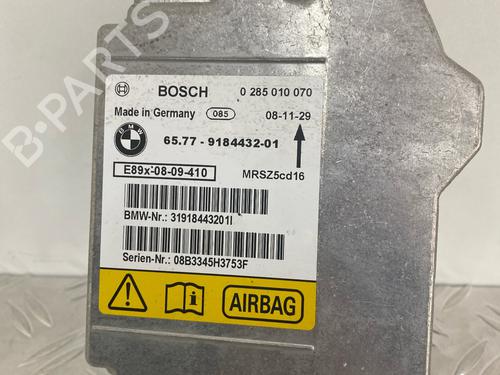 BOSCH 0 285 010 070
Made in Germany 085 08-11-29
BMW 65.77 - 9184432-01
E89x-08-09-410 MRSZ5cd16
BMW-Nr.: 31918443201I
Serien-Nr.: 08B3345H3753F
AIRBAG
B-PARTS